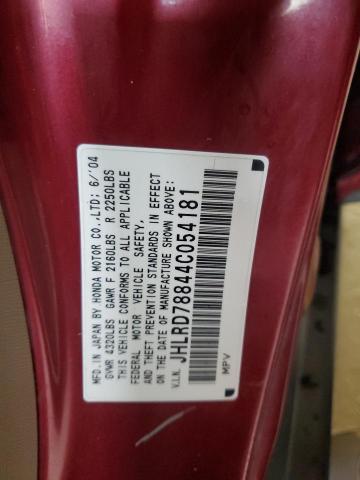 MFD.IN JAPAN BY HONDA MOTOR CO.,LTD: 6/'04
GVWR 4320LBS GAWR F 2160LBS R 2250LBS
THIS VEHICLE CONFORMS TO ALL APPLICABLE
FEDERAL MOTOR VEHICLE SAFETY,
AND THEFT PREVENTION STANDARDS IN EFFECT
ON THE DATE OF MANUFACTURE SHOWN ABOVE:
V.I.N. JHLRD78844C054181
MPV